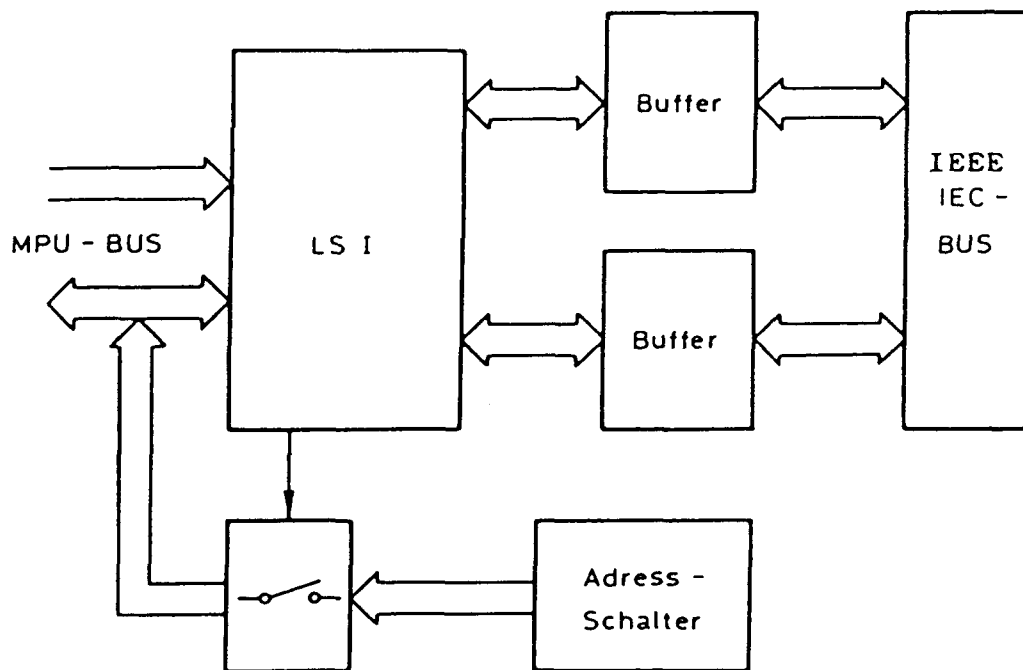 Buffer
IEEE
IEC -
BUS
MPU - BUS
LS I
Buffer
Adress -
Schalter